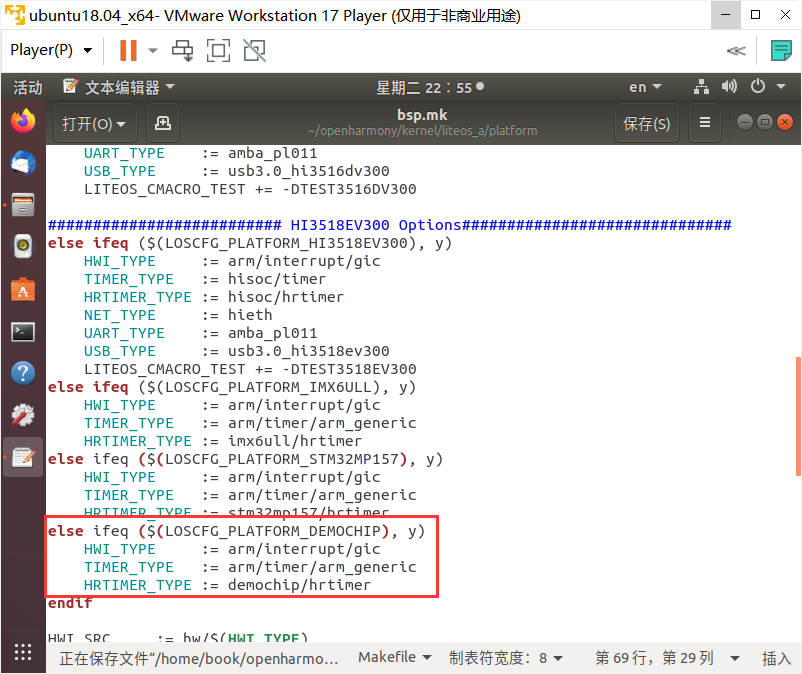 ubuntu18.04_x64- VMware Workstation 17 Player (仅用于非商业用途)
Player(P)
活动 文本编辑器 星期二 22：55 en
打开(O) bsp.mk 保存(S)
~/openharmony/kernel/liteos_a/platform
UART_TYPE := amba_pl011
USB_TYPE := usb3.0_hi3516dv300
LITEOS_CMACRO_TEST += -DTEST3516DV300
########################## HI3518EV300 Options##############################
else ifeq ($(LOSCFG_PLATFORM_HI3518EV300), y)
HWI_TYPE := arm/interrupt/gic
TIMER_TYPE := hisoc/timer
HRTIMER_TYPE := hisoc/hrtimer
NET_TYPE := hieth
UART_TYPE := amba_pl011
USB_TYPE := usb3.0_hi3518ev300
LITEOS_CMACRO_TEST += -DTEST3518EV300
else ifeq ($(LOSCFG_PLATFORM_IMX6ULL), y)
HWI_TYPE := arm/interrupt/gic
TIMER_TYPE := arm/timer/arm_generic
HRTIMER_TYPE := imx6ull/hrtimer
else ifeq ($(LOSCFG_PLATFORM_STM32MP157), y)
HWI_TYPE := arm/interrupt/gic
TIMER_TYPE := arm/timer/arm_generic
HRTIMER_TYPE := stm32mp157/hrtimer
else ifeq ($(LOSCFG_PLATFORM_DEMOCHIP), y)
HWI_TYPE := arm/interrupt/gic
TIMER_TYPE := arm/timer/arm_generic
HRTIMER_TYPE := demochip/hrtimer
endif
HWI_SRC := hw/$(HWI_TYPE)
正在保存文件“/home/book/openharmo… Makefile 制表符宽度：8 第 69 行，第 29 列 插入